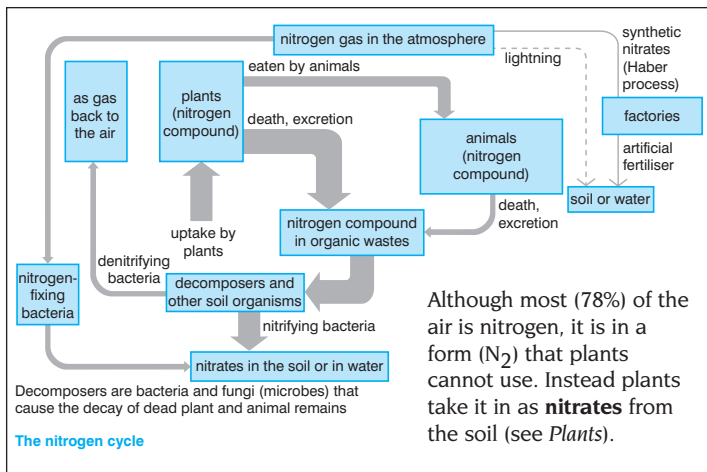 nitrogen gas in the atmosphere
synthetic
nitrates
(Haber
process)
lightning
eaten by animals
as gas
back to
the air
plants
(nitrogen
compound)
death, excretion
factories
animals
(nitrogen
compound)
artificial
fertiliser
soil or water
death,
excretion
nitrogen compound
in organic wastes
uptake by
plants
denitrifying
bacteria
nitrogen-
fixing
bacteria
decomposers and
other soil organisms
nitrifying bacteria
nitrates in the soil or in water
Decomposers are bacteria and fungi (microbes) that
cause the decay of dead plant and animal remains
The nitrogen cycle
Although most (78%) of the
air is nitrogen, it is in a
form (N₂) that plants
cannot use. Instead plants
take it in as nitrates from
the soil (see Plants).